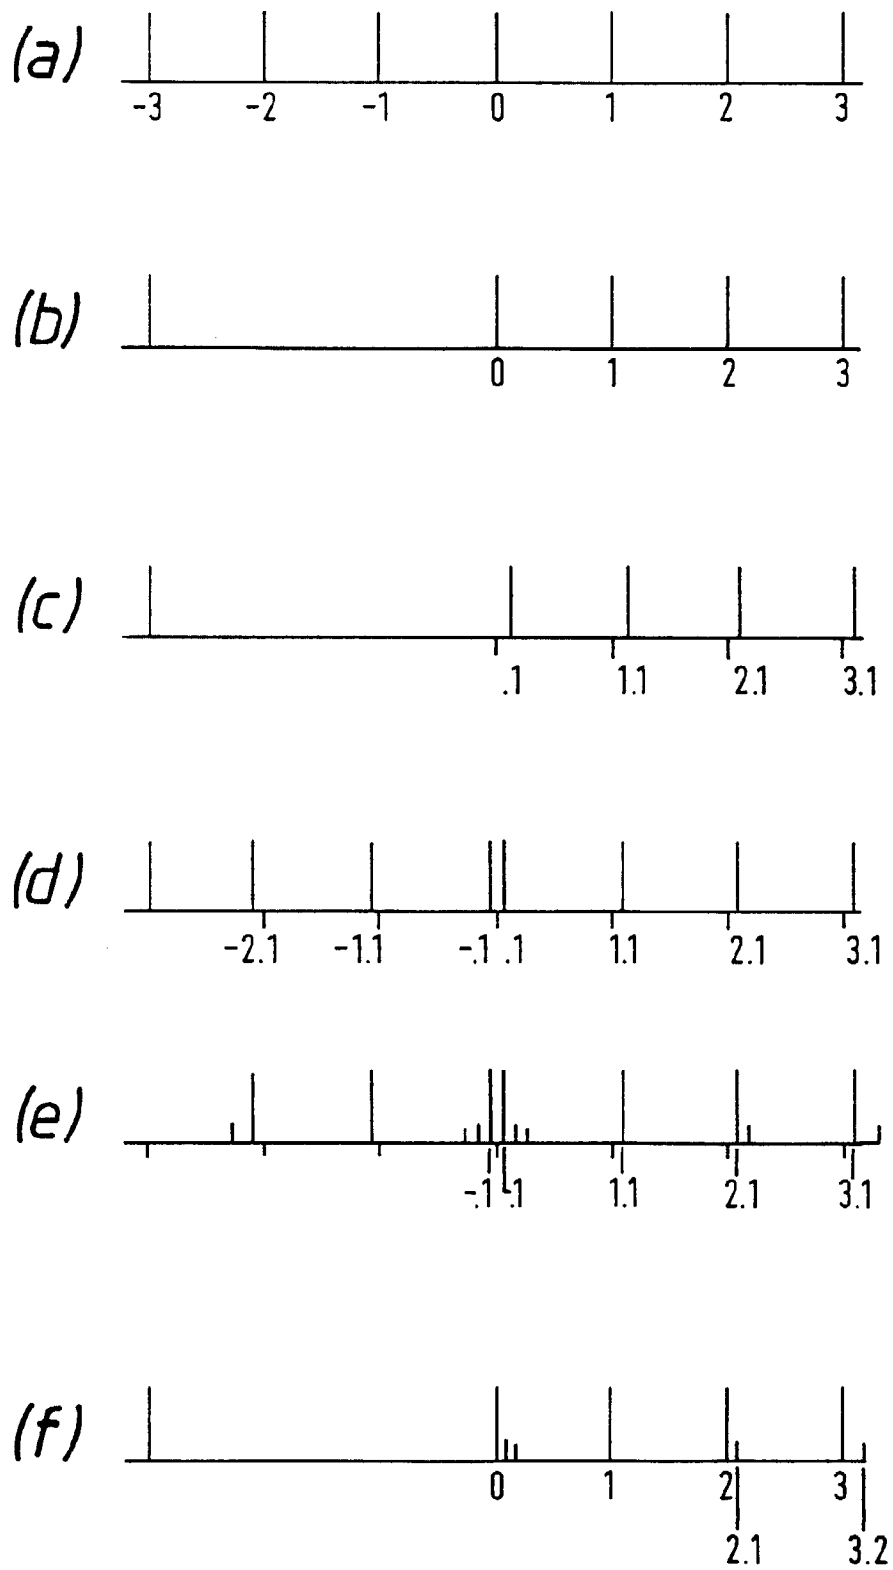 (a)
-3 -2 -1 0 1 2 3
(b)
0 1 2 3
(c)
.1 1.1 2.1 3.1
(d)
-2.1 -1.1 -.1 .1 1.1 2.1 3.1
(e)
-.1 .1 1.1 2.1 3.1
(f)
0 1 2 3
2.1 3.2